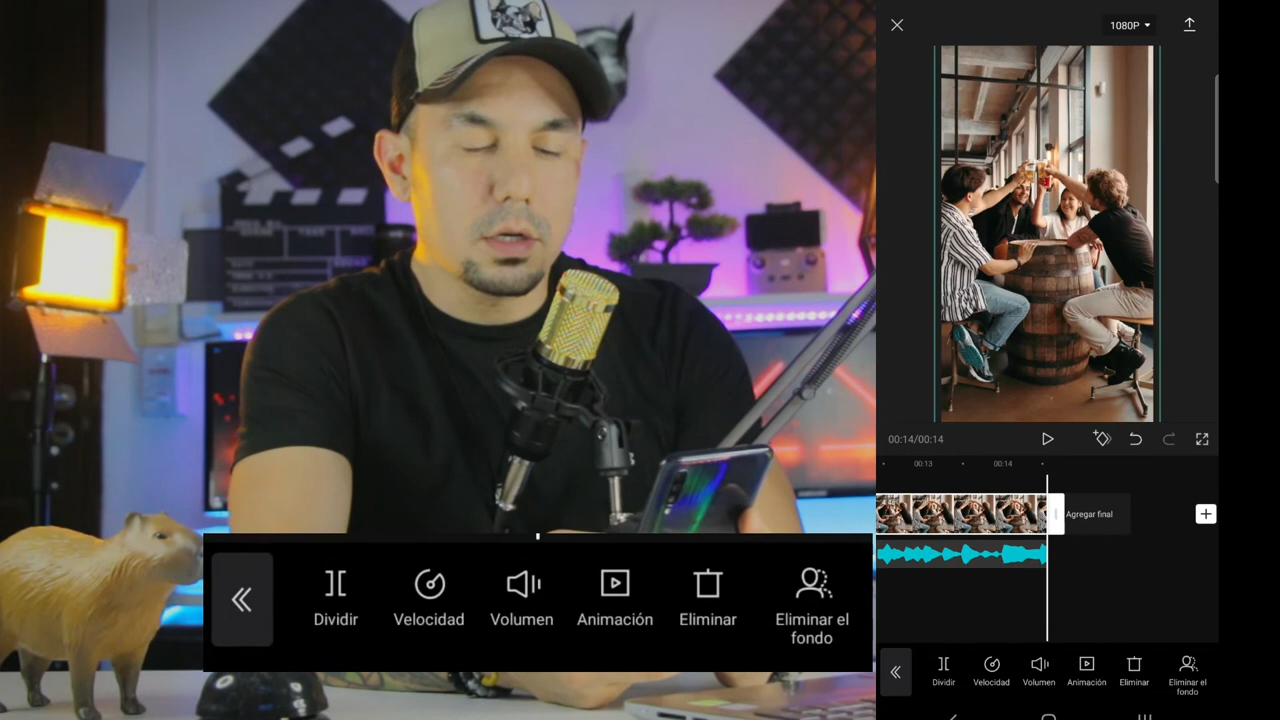 1080P
00:14/00:14
00:13
00:14
Agregar final
Dividir
Velocidad
Volumen
Animación
Eliminar
Eliminar el
fondo
Dividir
Velocidad
Volumen
Animación
Eliminar
Eliminar el
fondo